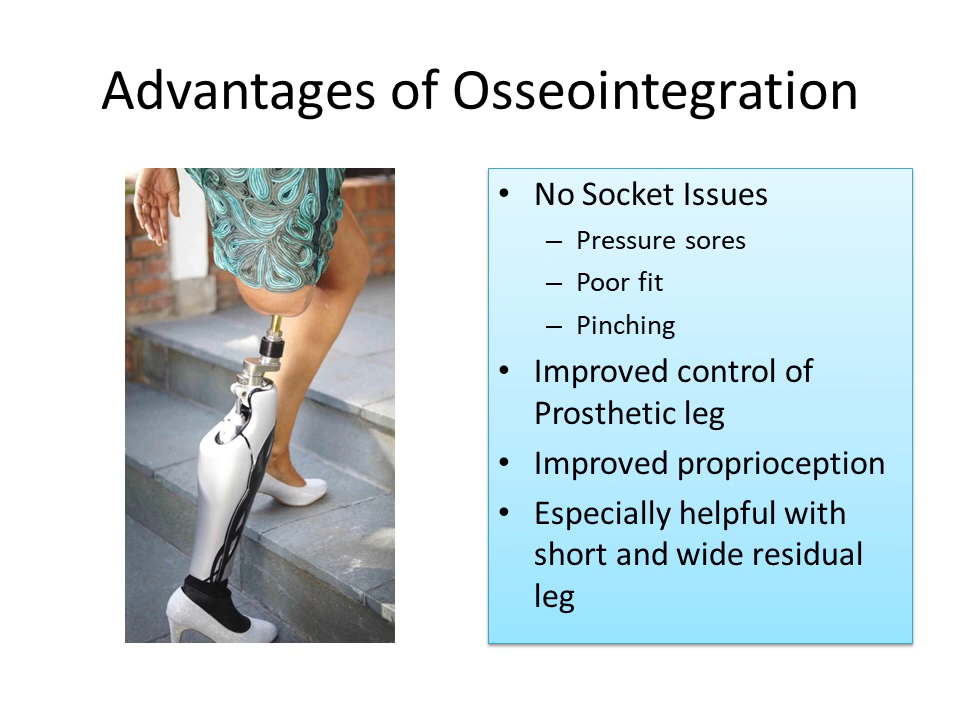 Advantages of Osseointegration
• No Socket Issues
– Pressure sores
– Poor fit
– Pinching
• Improved control of
Prosthetic leg
• Improved proprioception
• Especially helpful with
short and wide residual
leg